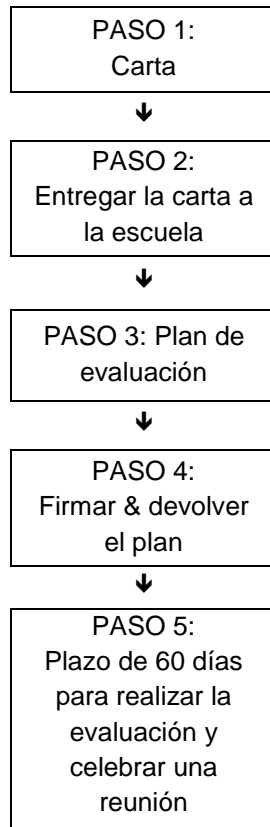 PASO 1:
Carta
PASO 2:
Entregar la carta a
la escuela
PASO 3: Plan de
evaluación
PASO 4:
Firmar & devolver
el plan
PASO 5:
Plazo de 60 días
para realizar la
evaluación y
celebrar una
reunión